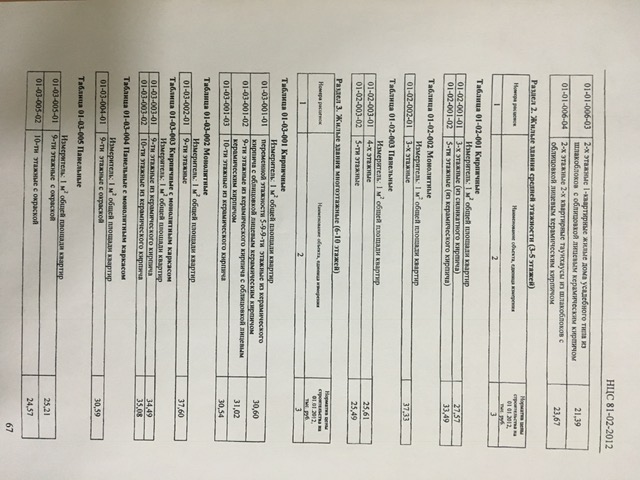 НЦС 81-02-2012
01-01-006-03 2-х этажные 1-квартирные жилые дома усадебного типа из
шлакоблоков с облицовкой лицевым керамическим кирпичом 21,39
01-01-006-04 2-х этажные 2-х квартирные таунхаусы из шлакоблоков с
облицовкой лицевым керамическим кирпичом 23,67
Раздел 2. Жилые здания средней этажности (3-5 этажей)
Номера расценок Наименование объекта, единица измерения Норматив цены
строительства на
01.01.2012,
тыс. руб.
1 2 3
Таблица 01-02-001 Кирпичные
Измеритель: 1 м² общей площади квартир
01-02-001-01 3-х этажные (из силикатного кирпича) 27,57
01-02-001-02 5-ти этажные (из керамического кирпича) 33,49
Таблица 01-02-002 Монолитные
Измеритель: 1 м² общей площади квартир
01-02-002-01 3-х этажные 37,33
Таблица 01-02-003 Панельные
Измеритель: 1 м² общей площади квартир
01-02-003-01 4-х этажные 25,61
01-02-003-02 5-ти этажные 25,49
Раздел 3. Жилые здания многоэтажные (6-10 этажей)
Номера расценок Наименование объекта, единица измерения Норматив цены
строительства на
01.01.2012,
тыс. руб.
1 2 3
Таблица 01-03-001 Кирпичные
Измеритель: 1 м² общей площади квартир
01-03-001-01 переменной этажности 5-9-9-ти этажные из керамического
кирпича с облицовкой лицевым керамическим кирпичом 30,60
01-03-001-02 9-ти этажные из керамического кирпича с облицовкой лицевым
керамическим кирпичом 31,02
01-03-001-03 10-ти этажные из керамического кирпича 30,54
Таблица 01-03-002 Монолитные
Измеритель: 1 м² общей площади квартир
01-03-002-01 9-ти этажные 37,60
Таблица 01-03-003 Кирпичные с монолитным каркасом
Измеритель: 1 м² общей площади квартир
01-03-003-01 9-ти этажные из керамического кирпича 34,49
01-03-003-02 10-ти этажные из керамического кирпича 35,08
Таблица 01-03-004 Панельные с монолитным каркасом
Измеритель: 1 м² общей площади квартир
01-03-004-01 9-ти этажные с окраской 30,59
Таблица 01-03-005 Панельные
Измеритель: 1 м² общей площади квартир
01-03-005-01 9-ти этажные с окраской 25,21
01-03-005-02 10-ти этажные с окраской 24,57
67